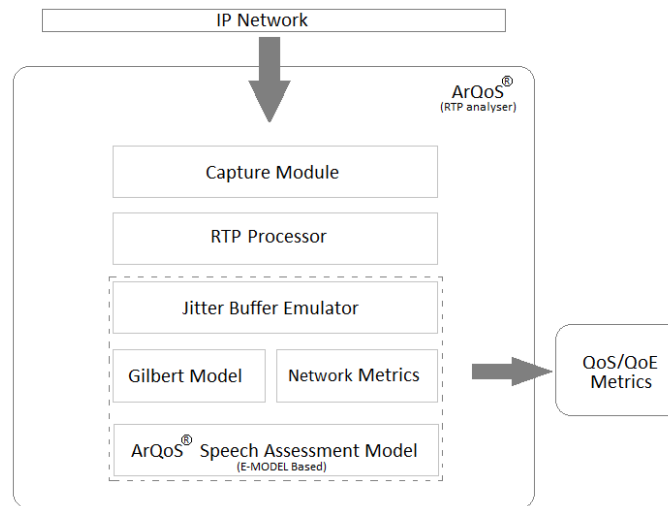 IP Network
ArQoS®
(RTP analyser)
Capture Module
RTP Processor
Jitter Buffer Emulator
Gilbert Model
Network Metrics
QoS/QoE
Metrics
ArQoS® Speech Assessment Model
(E-MODEL Based)